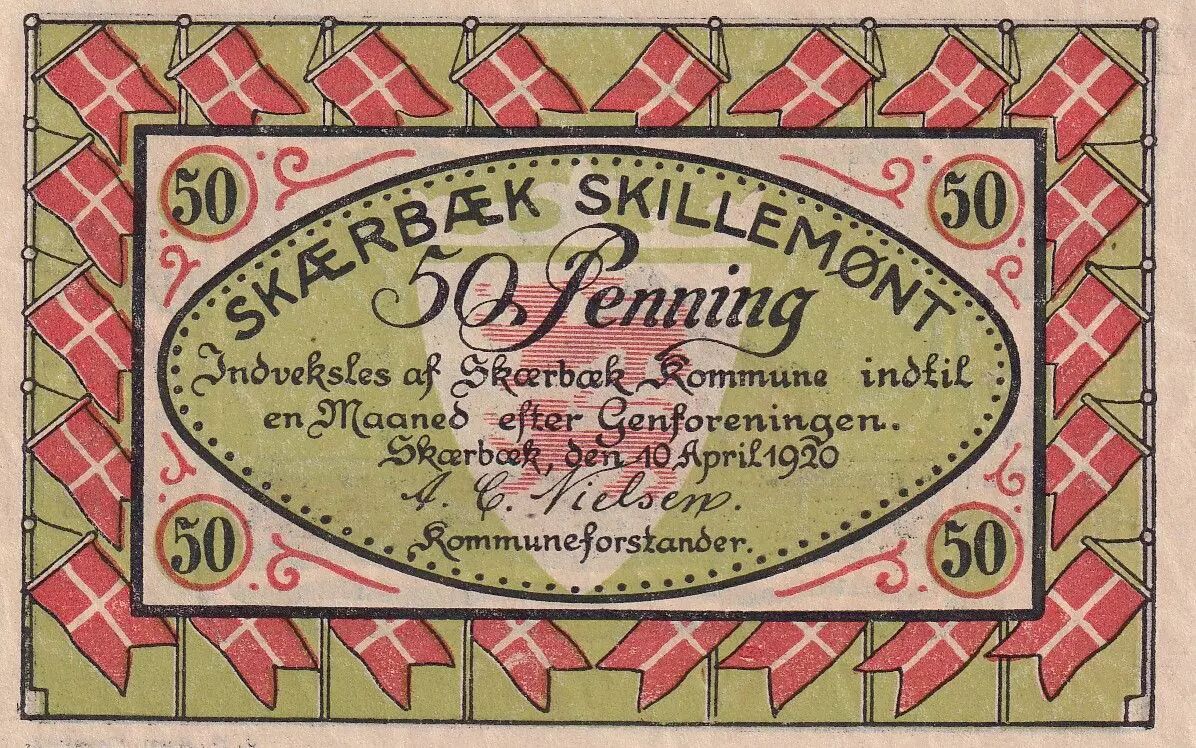 50 50
SKÆRBÆK SKILLEMØNT
50 Penning
Indveksles af Skærbæk Kommune indtil
en Maaned efter Genforeningen.
Skærbæk, den 10 April 1920
A. C. Nielsen.
Kommuneforstander.
50 50